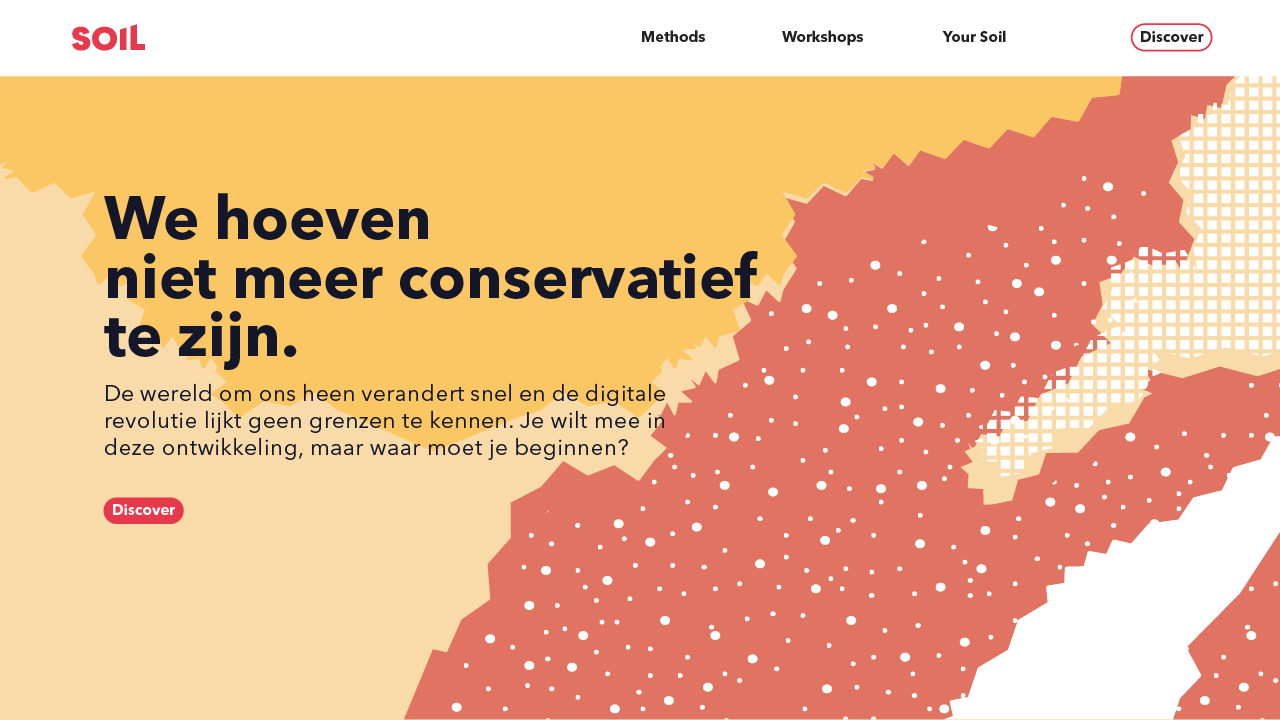 SOIL
Methods
Workshops
Your Soil
Discover
We hoeven
niet meer conservatief
te zijn.
De wereld om ons heen verandert snel en de digitale
revolutie lijkt geen grenzen te kennen. Je wilt mee in
deze ontwikkeling, maar waar moet je beginnen?
Discover